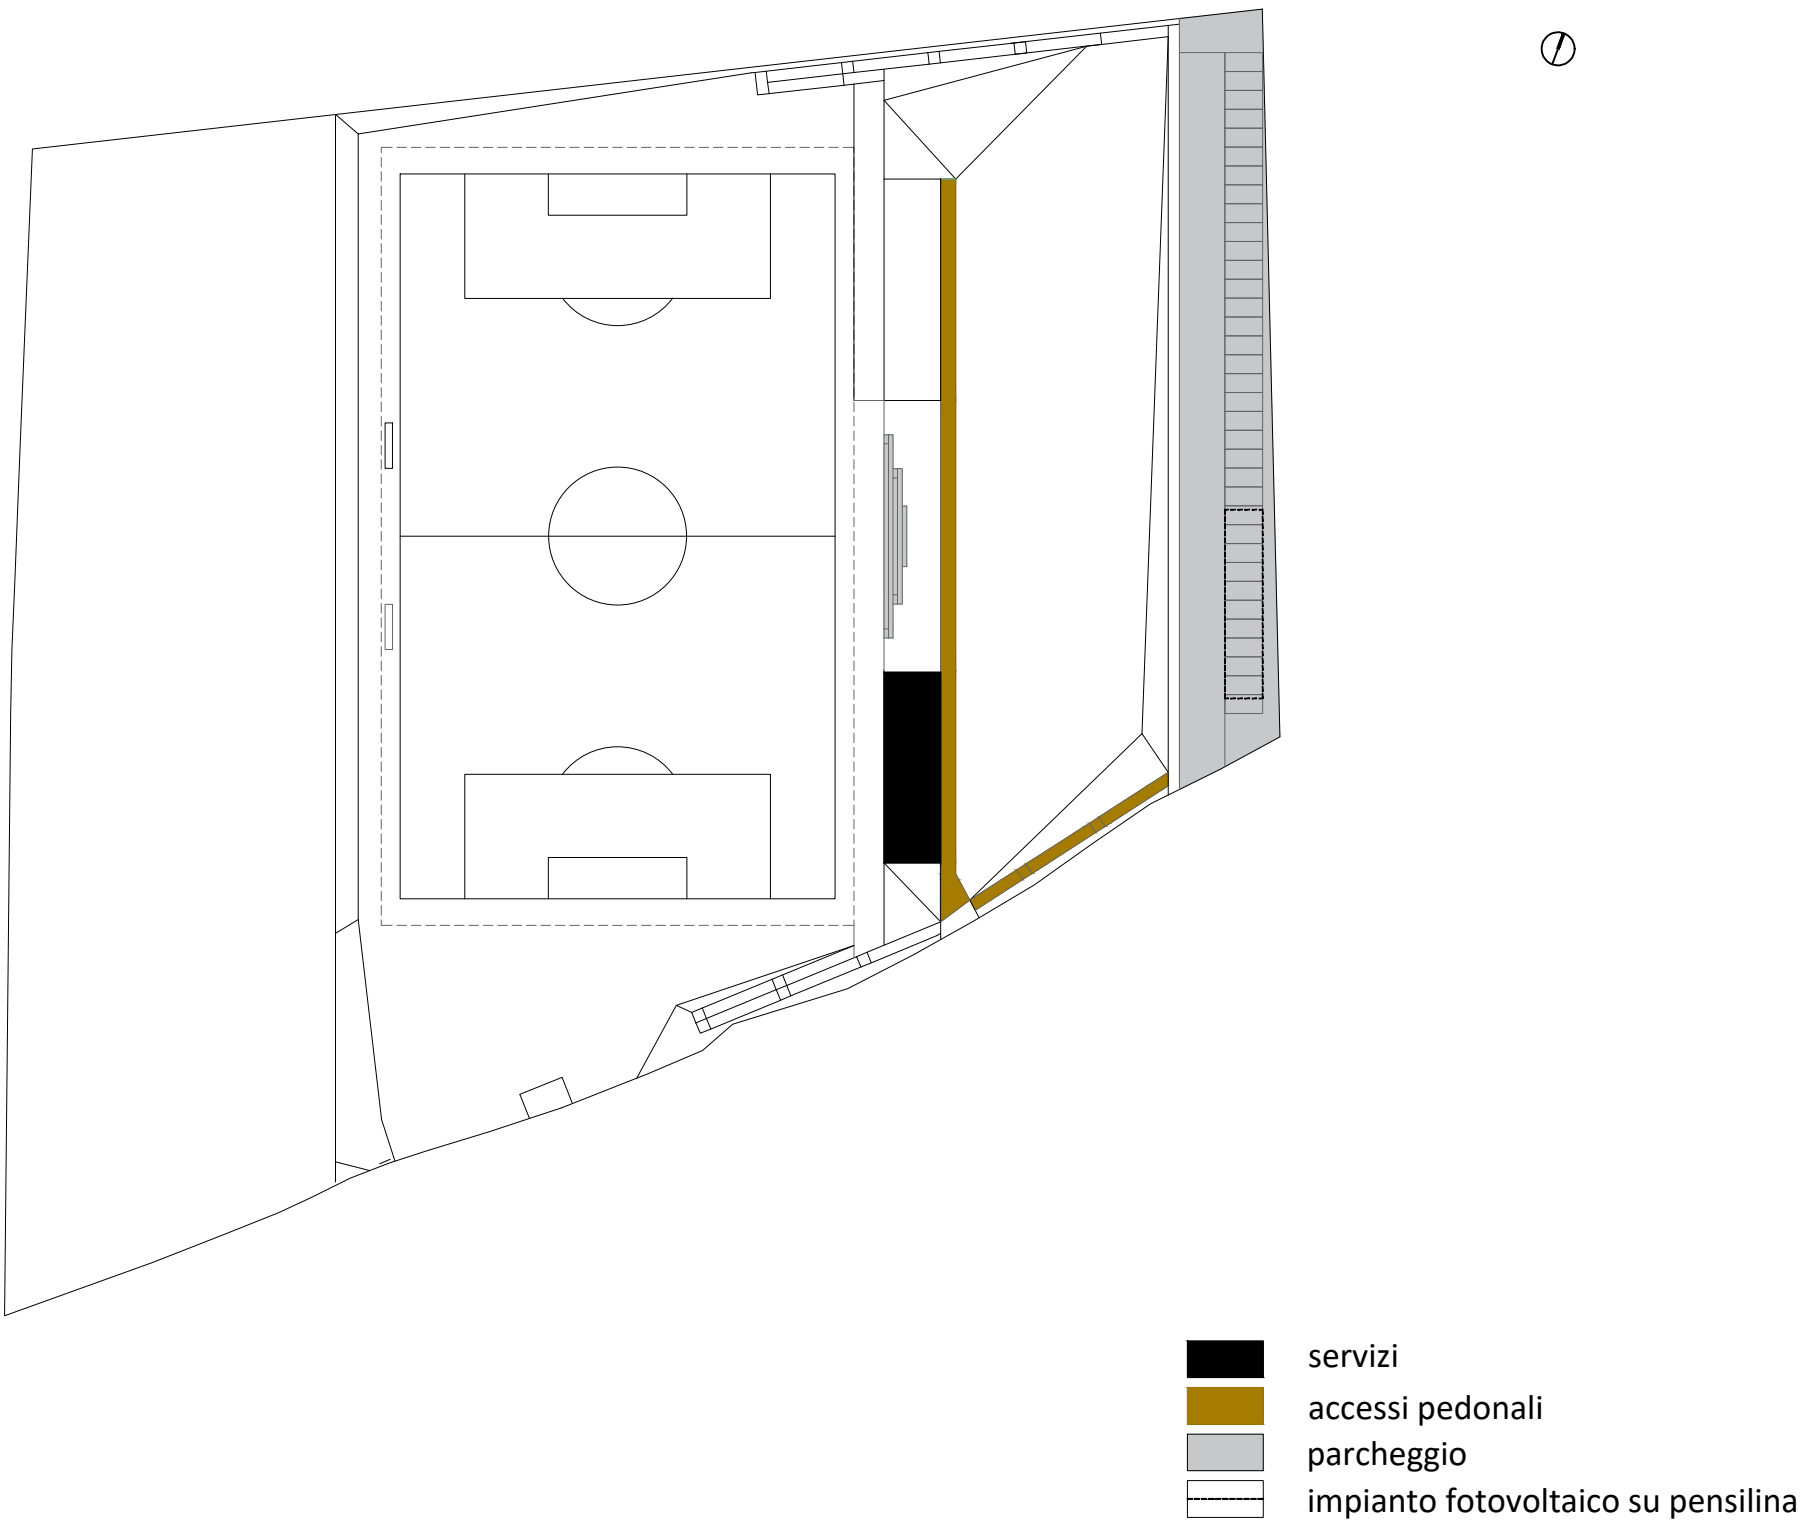 servizi
accessi pedonali
parcheggio
impianto fotovoltaico su pensilina